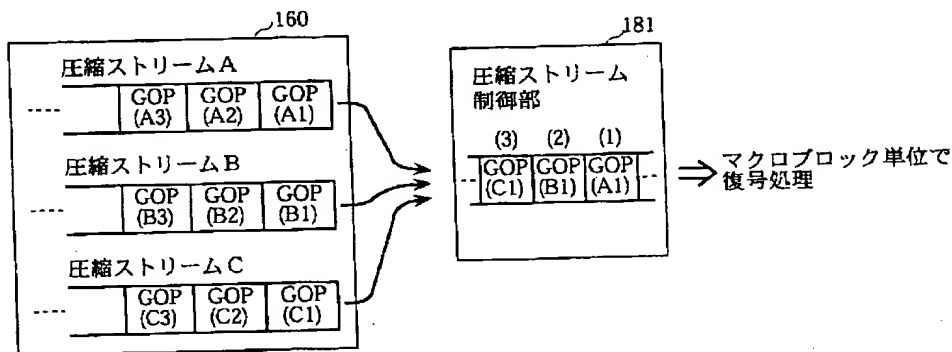 160
圧縮ストリームA
GOP GOP GOP
(A3) (A2) (A1)
圧縮ストリームB
GOP GOP GOP
(B3) (B2) (B1)
圧縮ストリームC
GOP GOP GOP
(C3) (C2) (C1)
181
圧縮ストリーム
制御部
(3) (2) (1)
GOP GOP GOP
(C1) (B1) (A1)
マクロブロック単位で
復号処理